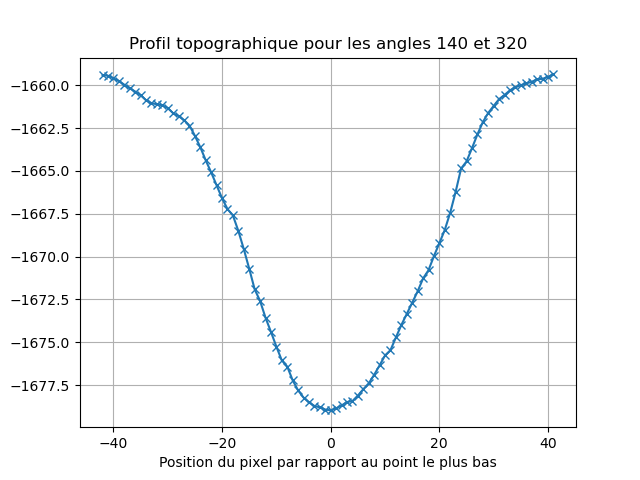 Profil topographique pour les angles 140 et 320
−1660.0
−1662.5
−1665.0
−1667.5
−1670.0
−1672.5
−1675.0
−1677.5
−40 −20 0 20 40
Position du pixel par rapport au point le plus bas